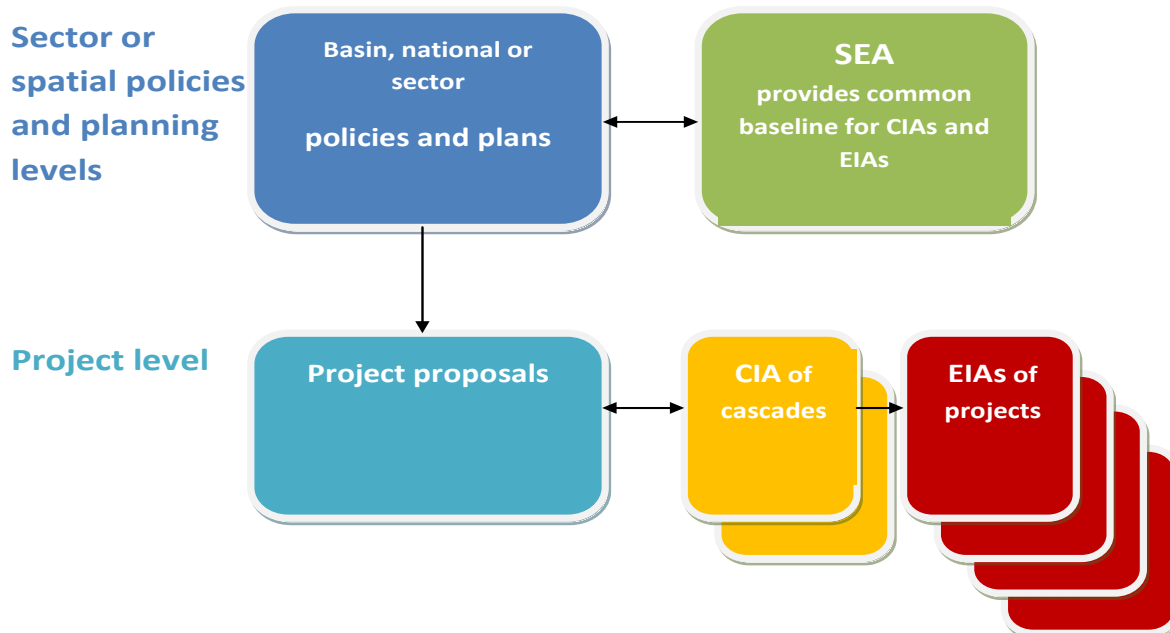 Sector or
spatial policies
and planning
levels
Basin, national or
sector
policies and plans
SEA
provides common
baseline for CIAs and
EIAs
Project level
Project proposals
CIA of
cascades
EIAs of
projects